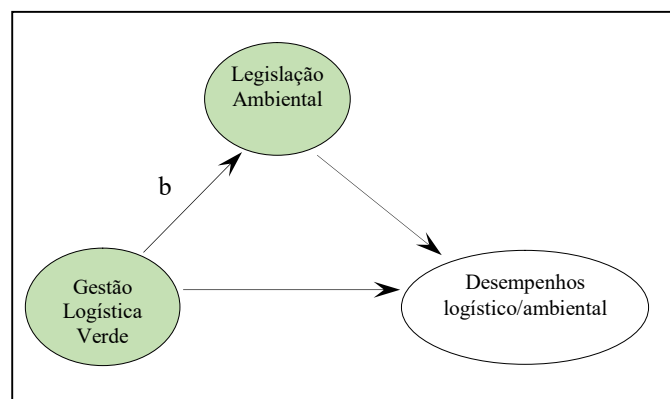 Legislação
Ambiental
b
Gestão
Logística
Verde
Desempenhos
logístico/ambiental